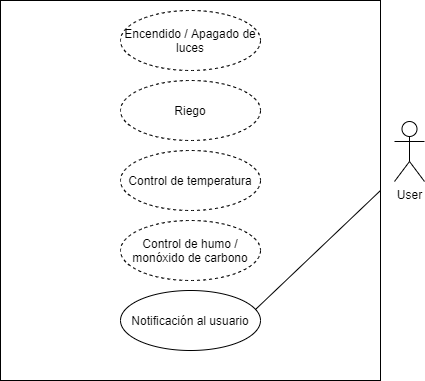 Encendido / Apagado de
luces
Riego
Control de temperatura
User
Control de humo /
monóxido de carbono
Notificación al usuario